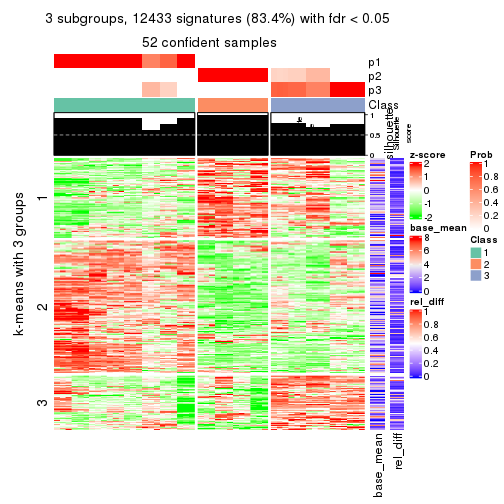 3 subgroups, 12433 signatures (83.4%) with fdr < 0.05
52 confident samples
p1
p2
p3
Class
1
0.5
0
silhouette
Silhouette
score
k-means with 3 groups
1
2
3
base_mean
rel_diff
z-score
2
1
0
-1
-2
base_mean
8
6
4
2
0
rel_diff
1
0.8
0.6
0.4
0.2
0
Prob
1
0.8
0.6
0.4
0.2
0
Class
1
2
3